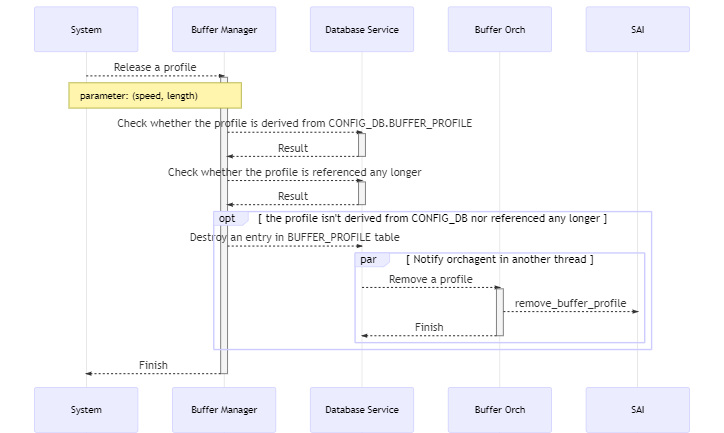 System
Buffer Manager
Database Service
Buffer Orch
SAI
Release a profile
parameter: (speed, length)
Check whether the profile is derived from CONFIG_DB.BUFFER_PROFILE
Result
Check whether the profile is referenced any longer
Result
opt
[ the profile isn't derived from CONFIG_DB nor referenced any longer ]
Destroy an entry in BUFFER_PROFILE table
par
[ Notify orchagent in another thread ]
Remove a profile
remove_buffer_profile
Finish
Finish
System
Buffer Manager
Database Service
Buffer Orch
SAI